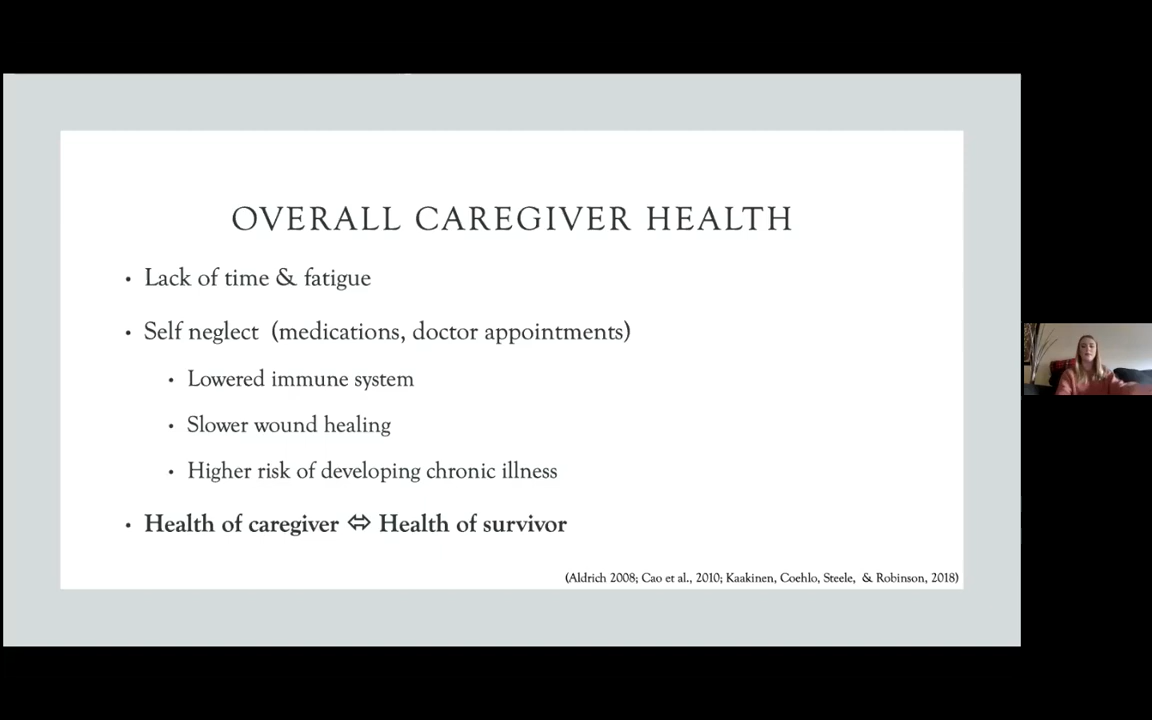 OVERALL CAREGIVER HEALTH
• Lack of time & fatigue
• Self neglect (medications, doctor appointments)
• Lowered immune system
• Slower wound healing
• Higher risk of developing chronic illness
• Health of caregiver ⬄ Health of survivor
(Aldrich 2008; Cao et al., 2010; Kaakinen, Coehlo, Steele, & Robinson, 2018)